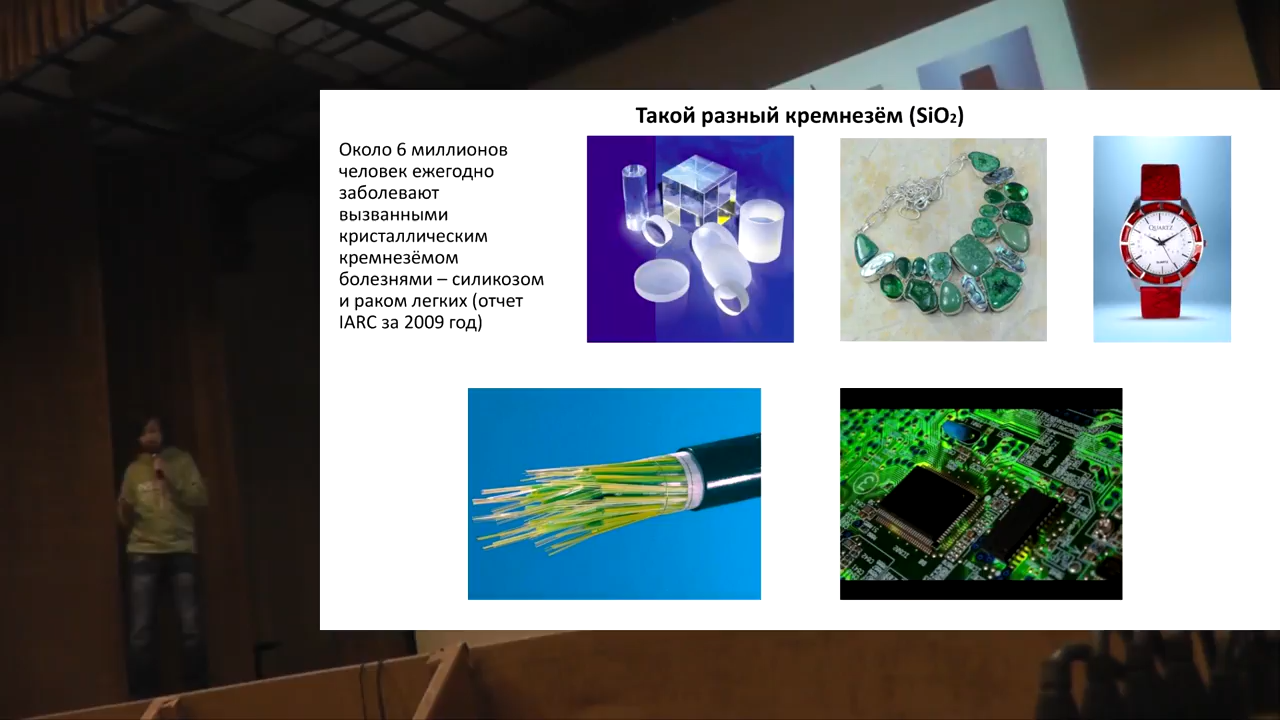 Такой разный кремнезём (SiO₂)
Около 6 миллионов
человек ежегодно
заболевают
вызванными
кристаллическим
кремнезёмом
болезнями – силикозом
и раком легких (отчет
IARC за 2009 год)
QUARTZ